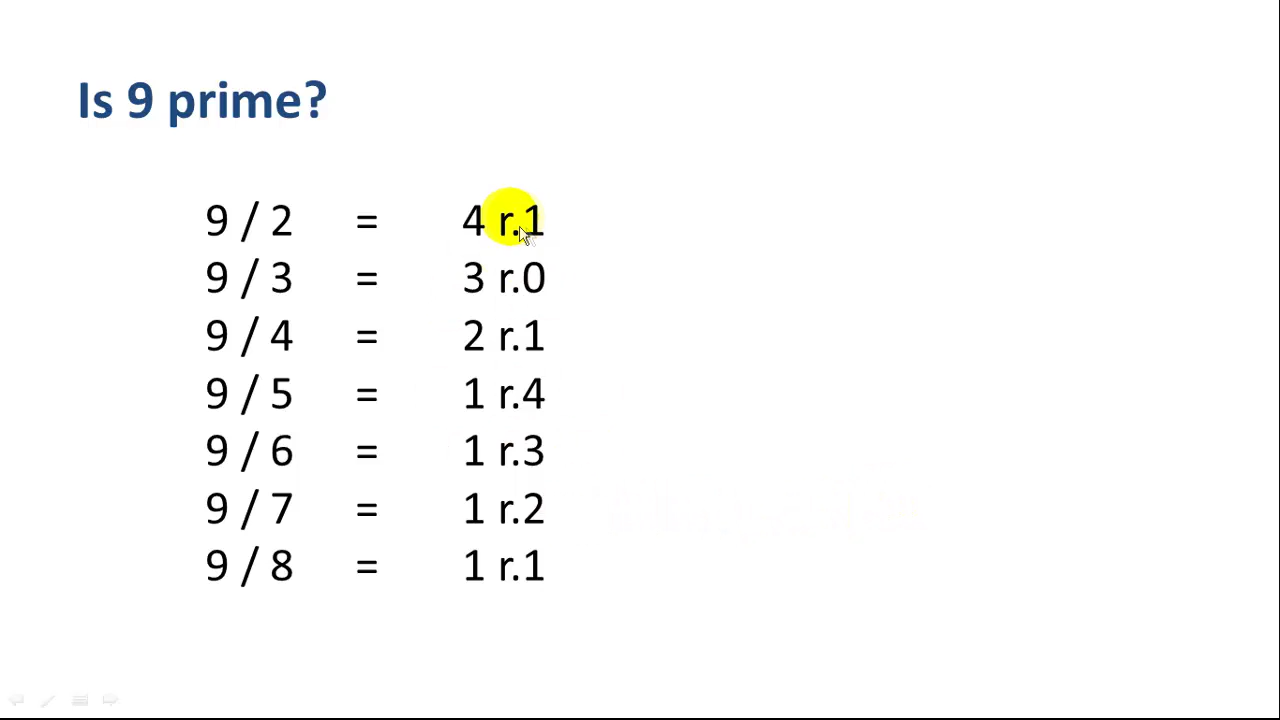 Is 9 prime?
9 / 2 = 4 r.1
9 / 3 = 3 r.0
9 / 4 = 2 r.1
9 / 5 = 1 r.4
9 / 6 = 1 r.3
9 / 7 = 1 r.2
9 / 8 = 1 r.1